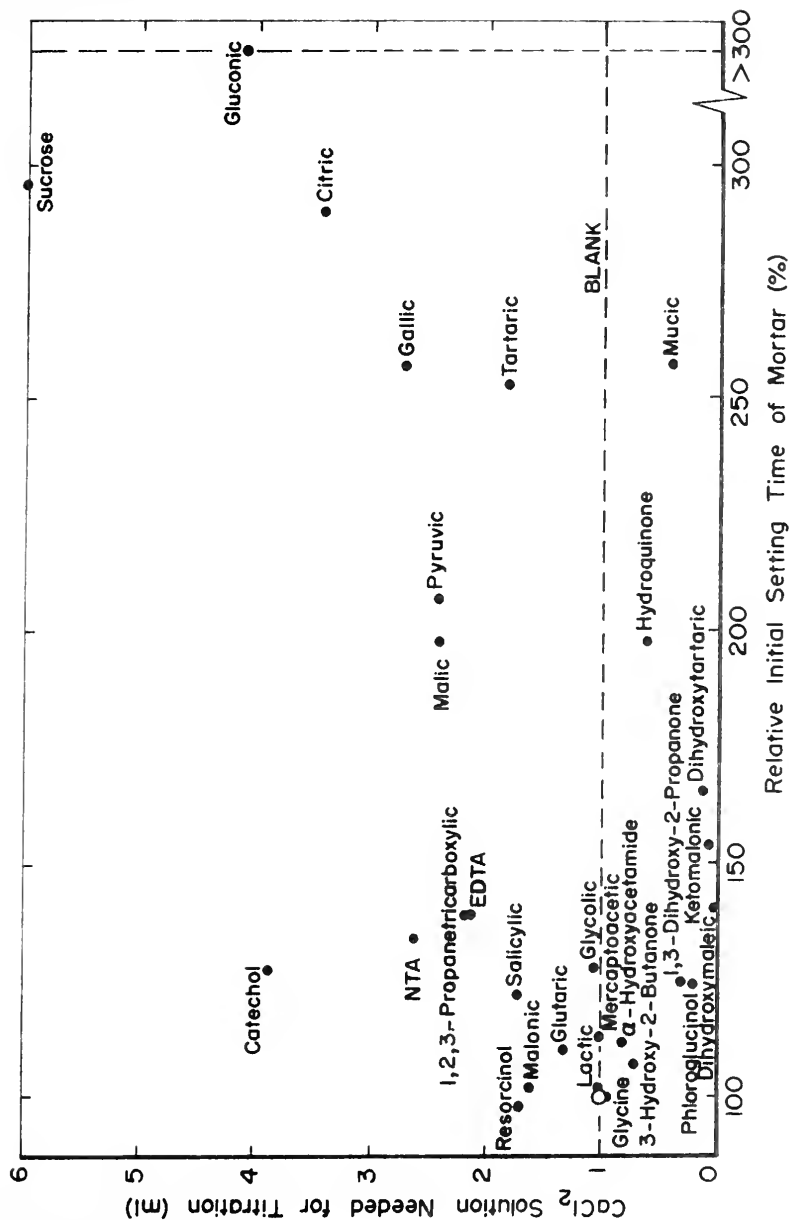 CaCl₂ Solution Needed for Titration (ml)
6
5
4
3
2
1
0
Sucrose
Gluconic
Citric
Gallic
Tartaric
BLANK
Mucic
Pyruvic
Malic
Hydroquinone
Catechol
NTA
1,2,3-Propanetricarboxylic
EDTA
Salicylic
Resorcinol
Malonic
Glutaric
Glycolic
Lactic
Mercaptoacetic
Glycine
α-Hydroxyacetamide
3-Hydroxy-2-Butanone
1,3-Dihydroxy-2-Propanone
Phloroglucinol
Dihydroxymaleic
Ketomalonic
Dihydroxytartaric
100
150
200
250
300
>300
Relative Initial Setting Time of Mortar (%)